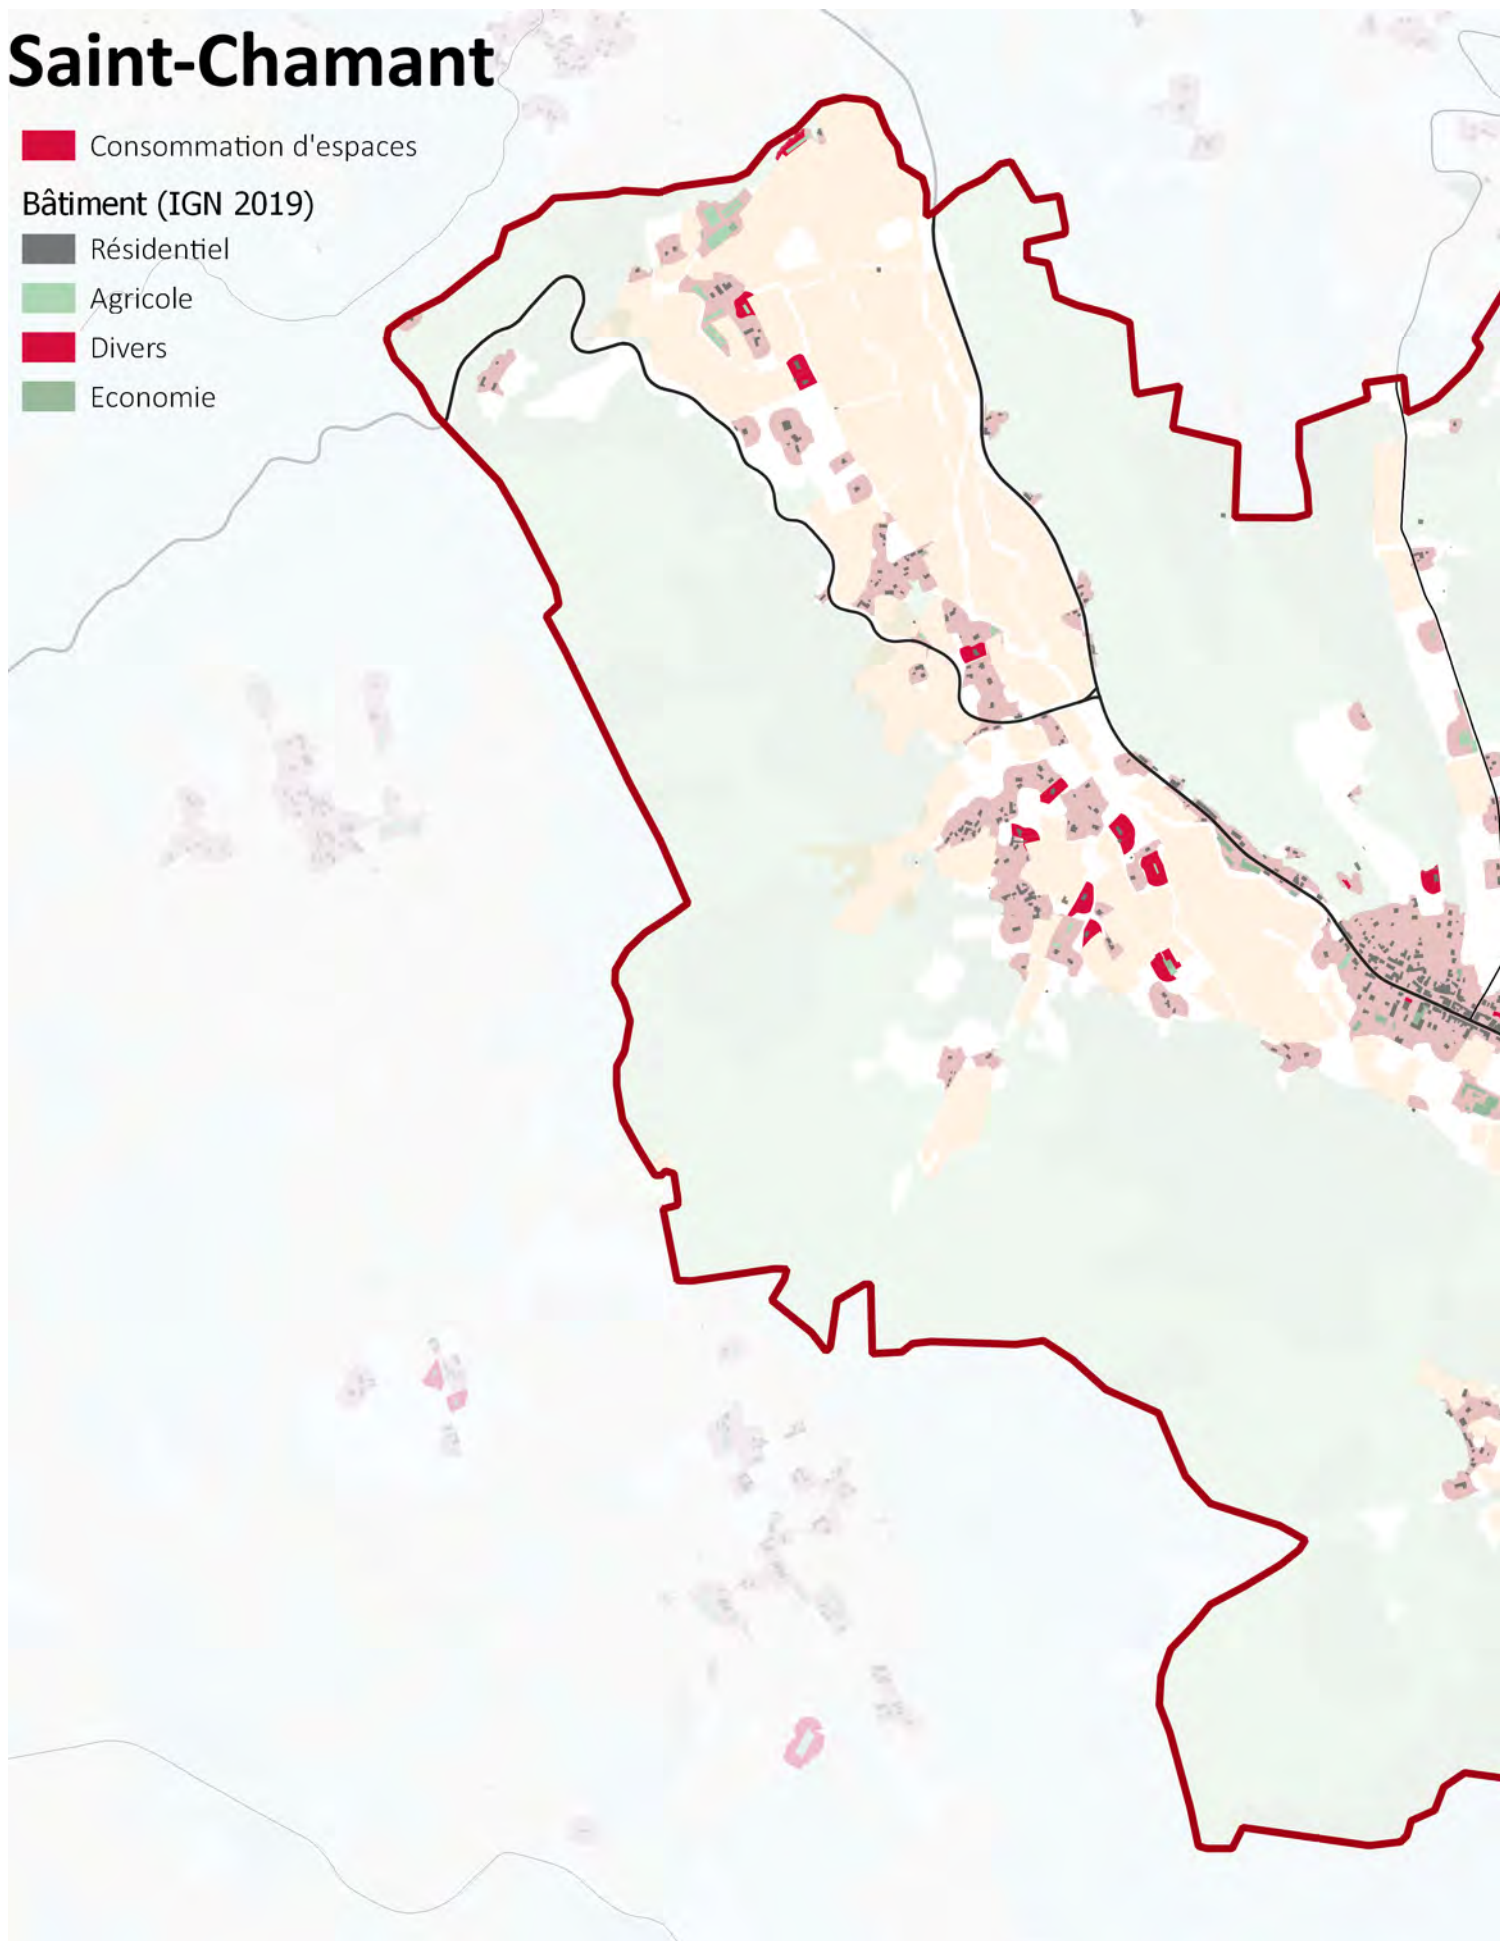 Saint-Chamant
Consommation d'espaces
Bâtiment (IGN 2019)
Résidentiel
Agricole
Divers
Economie